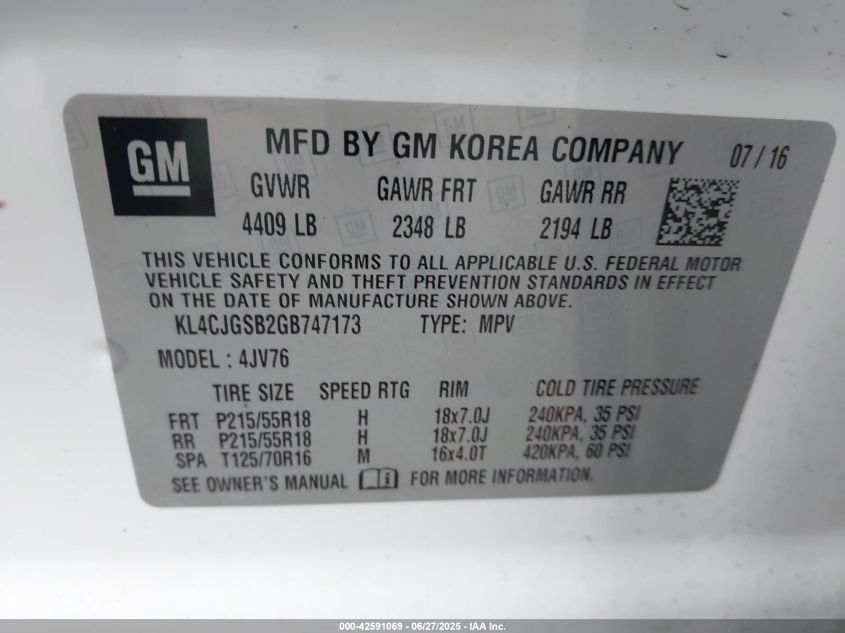 GM
MFD BY GM KOREA COMPANY 07/16
GVWR GAWR FRT GAWR RR
4409 LB 2348 LB 2194 LB
THIS VEHICLE CONFORMS TO ALL APPLICABLE U.S. FEDERAL MOTOR
VEHICLE SAFETY AND THEFT PREVENTION STANDARDS IN EFFECT
ON THE DATE OF MANUFACTURE SHOWN ABOVE.
KL4CJGSB2GB747173 TYPE: MPV
MODEL : 4JV76
TIRE SIZE SPEED RTG RIM COLD TIRE PRESSURE
FRT P215/55R18 H 18x7.0J 240KPA, 35 PSI
RR P215/55R18 H 18x7.0J 240KPA, 35 PSI
SPA T125/70R16 M 16x4.0T 420KPA, 60 PSI
SEE OWNER'S MANUAL i FOR MORE INFORMATION.
000-42591069 - 06/27/2025 - IAA Inc.